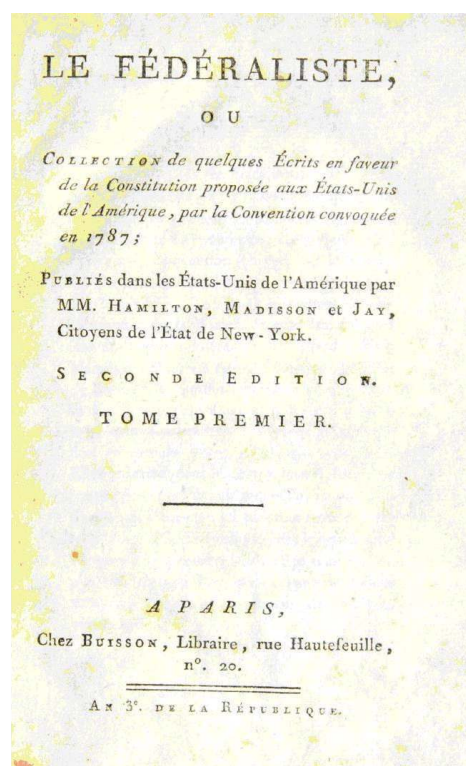 LE FÉDÉRALISTE,
OU
COLLECTION de quelques Écrits en faveur
de la Constitution proposée aux États-Unis
de l'Amérique, par la Convention convoquée
en 1787;
PUBLIÉS dans les États-Unis de l'Amérique par
MM. HAMILTON, MADISSON et JAY,
Citoyens de l'État de New-York.
SECONDE EDITION.
TOME PREMIER.
A PARIS,
Chez BUISSON, Libraire, rue Hautefeuille,
n°. 20.
AN 3e. DE LA RÉPUBLIQUE.